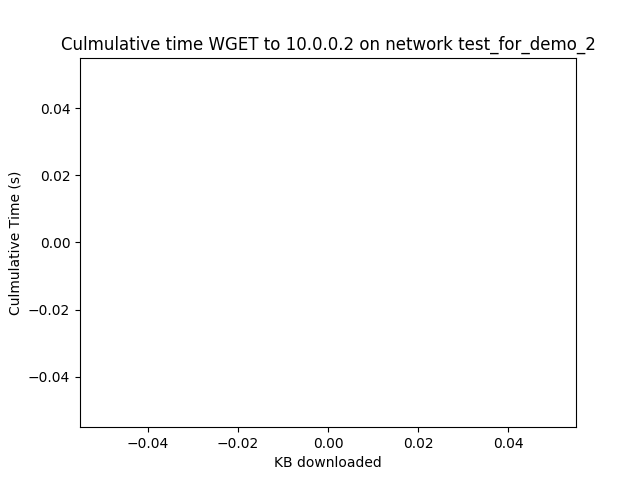 Culmulative time WGET to 10.0.0.2 on network test_for_demo_2
0.04
0.02
0.00
−0.02
−0.04
Culmulative Time (s)
−0.04 −0.02 0.00 0.02 0.04
KB downloaded